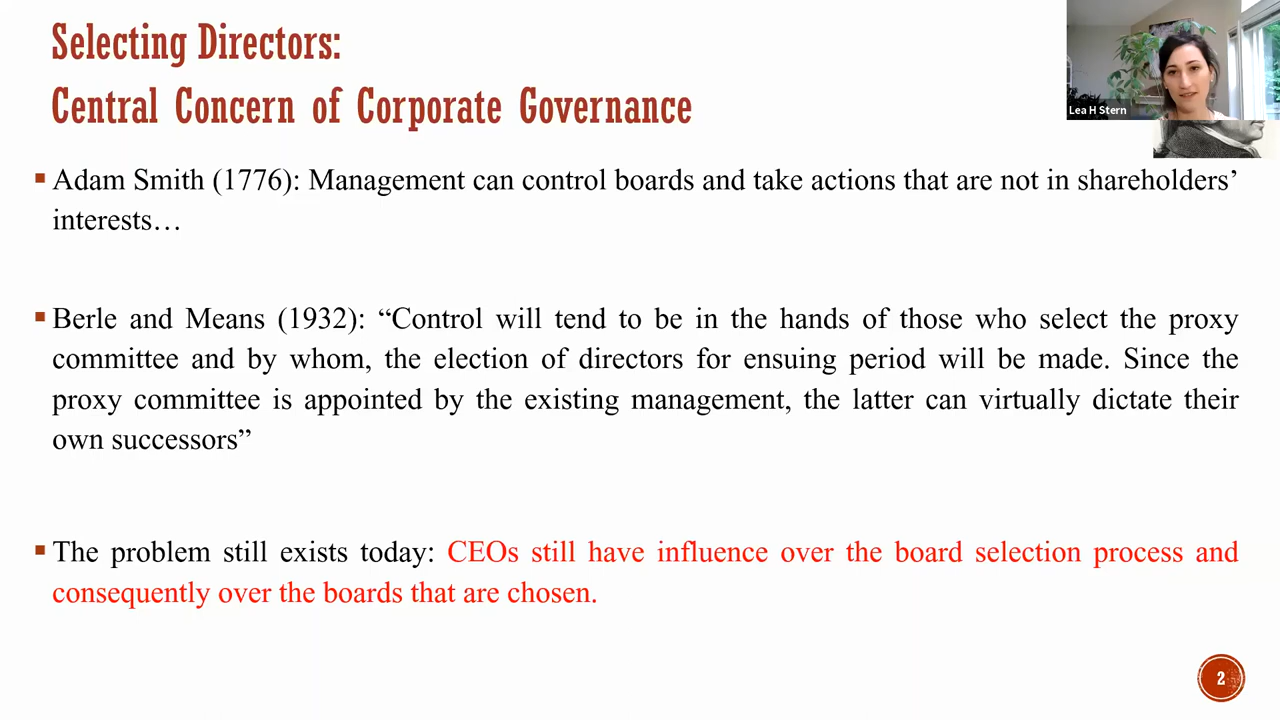 Selecting Directors:
Central Concern of Corporate Governance
Lea H Stern
▪ Adam Smith (1776): Management can control boards and take actions that are not in shareholders’
interests…
▪ Berle and Means (1932): “Control will tend to be in the hands of those who select the proxy
committee and by whom, the election of directors for ensuing period will be made. Since the
proxy committee is appointed by the existing management, the latter can virtually dictate their
own successors”
▪ The problem still exists today: CEOs still have influence over the board selection process and
consequently over the boards that are chosen.
2